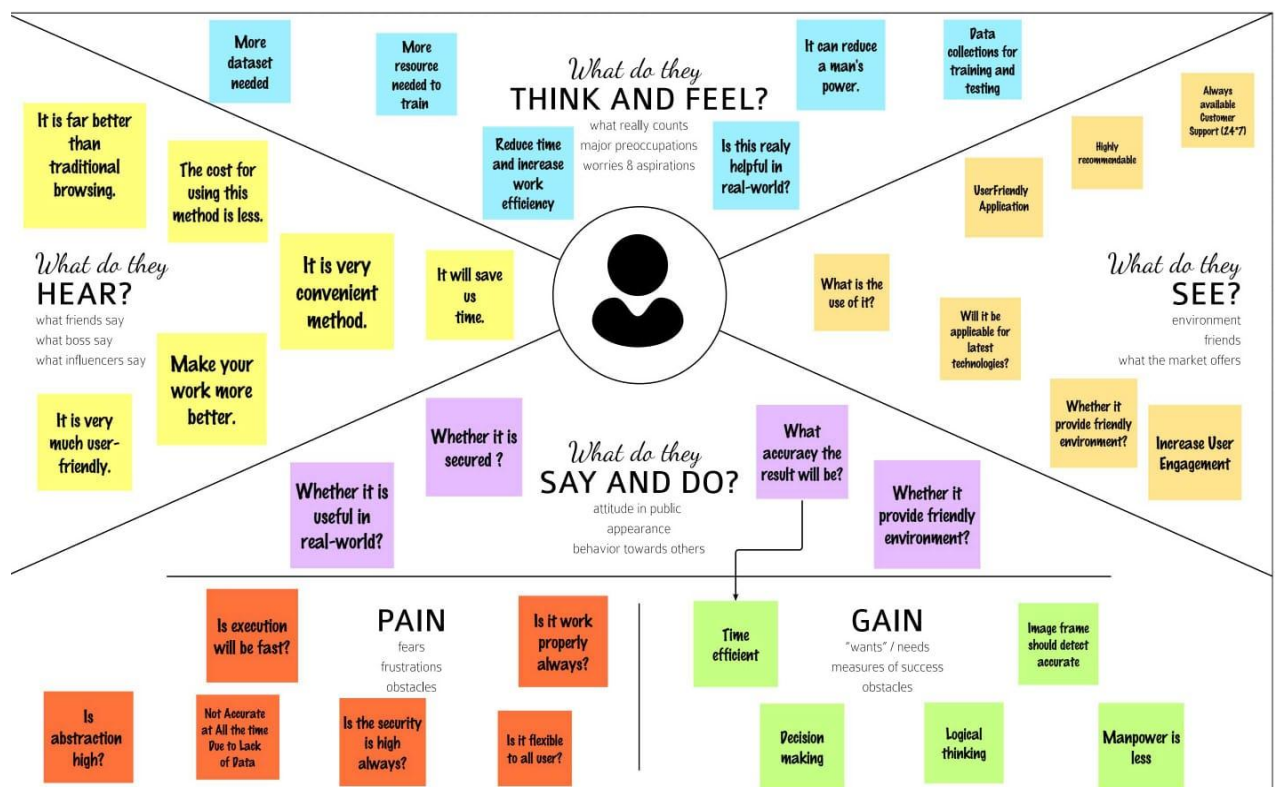 More
dataset
needed
More
resource
needed to
train
What do they
THINK AND FEEL?
what really counts
major preoccupations
worries & aspirations
It can reduce
a man's
power.
Data
collections for
training and
testing
Reduce time
and increase
work
efficiency
Is this realy
helpful in
real-world?
It is far better
than
traditional
browsing.
The cost for
using this
method is less.
What do they
HEAR?
what friends say
what boss say
what influencers say
It is very
convenient
method.
It will save
us
time.
Make your
work more
better.
It is very
much user-
friendly.
Always
available
Customer
Support (24*7)
Highly
recommendable
UserFriendly
Application
What is the
use of it?
What do they
SEE?
environment
friends
what the market offers
Will it be
applicable for
latest
technologies?
Whether it
provide friendly
environment?
Increase User
Engagement
Whether it is
secured ?
What do they
SAY AND DO?
attitude in public
appearance
behavior towards others
What
accuracy the
result will be?
Whether it is
useful in
real-world?
Whether it
provide friendly
environment?
Is execution
will be fast?
PAIN
fears
frustrations
obstacles
Is it work
properly
always?
Is
abstraction
high?
Not Accurate
at All the time
Due to Lack
of Data
Is the security
is high
always?
Is it flexible
to all user?
Time
efficient
GAIN
"wants" / needs
measures of success
obstacles
Image frame
should detect
accurate
Decision
making
Logical
thinking
Manpower is
less